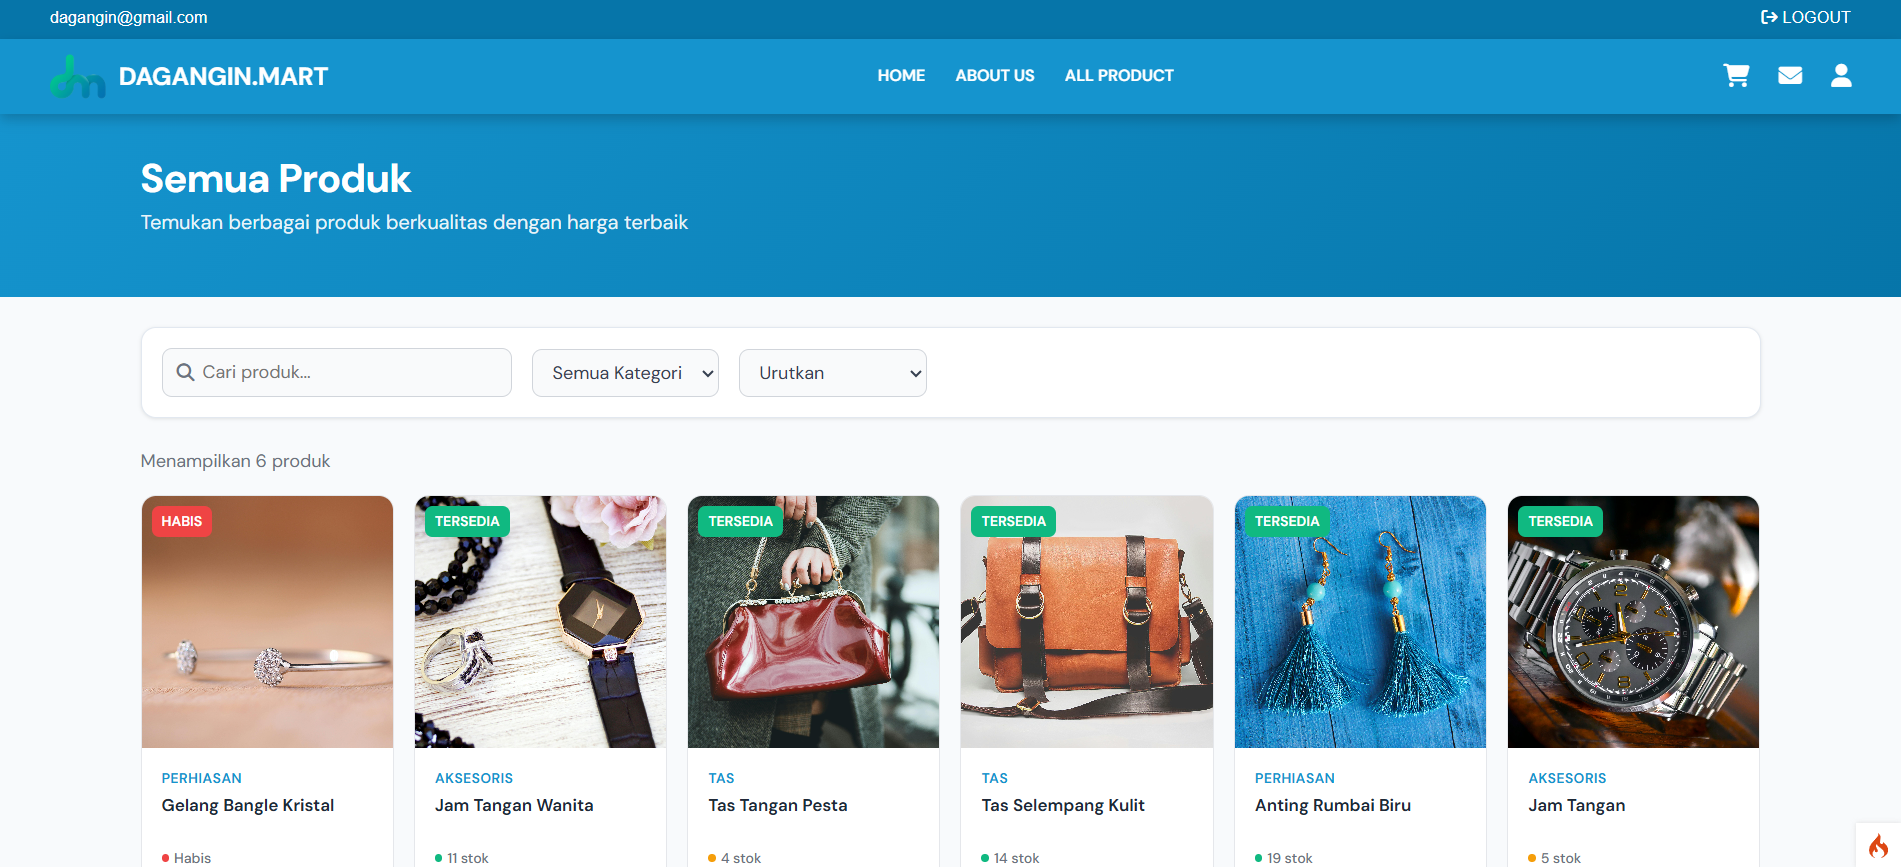 dagangin@gmail.com
LOGOUT
dm
DAGANGIN.MART
HOME
ABOUT US
ALL PRODUCT
Semua Produk
Temukan berbagai produk berkualitas dengan harga terbaik
Cari produk...
Semua Kategori
Urutkan
Menampilkan 6 produk
HABIS
TERSEDIA
TERSEDIA
TERSEDIA
TERSEDIA
TERSEDIA
PERHIASAN
Gelang Bangle Kristal
Habis
AKSESORIS
Jam Tangan Wanita
11 stok
TAS
Tas Tangan Pesta
4 stok
TAS
Tas Selempang Kulit
14 stok
PERHIASAN
Anting Rumbai Biru
19 stok
AKSESORIS
Jam Tangan
5 stok